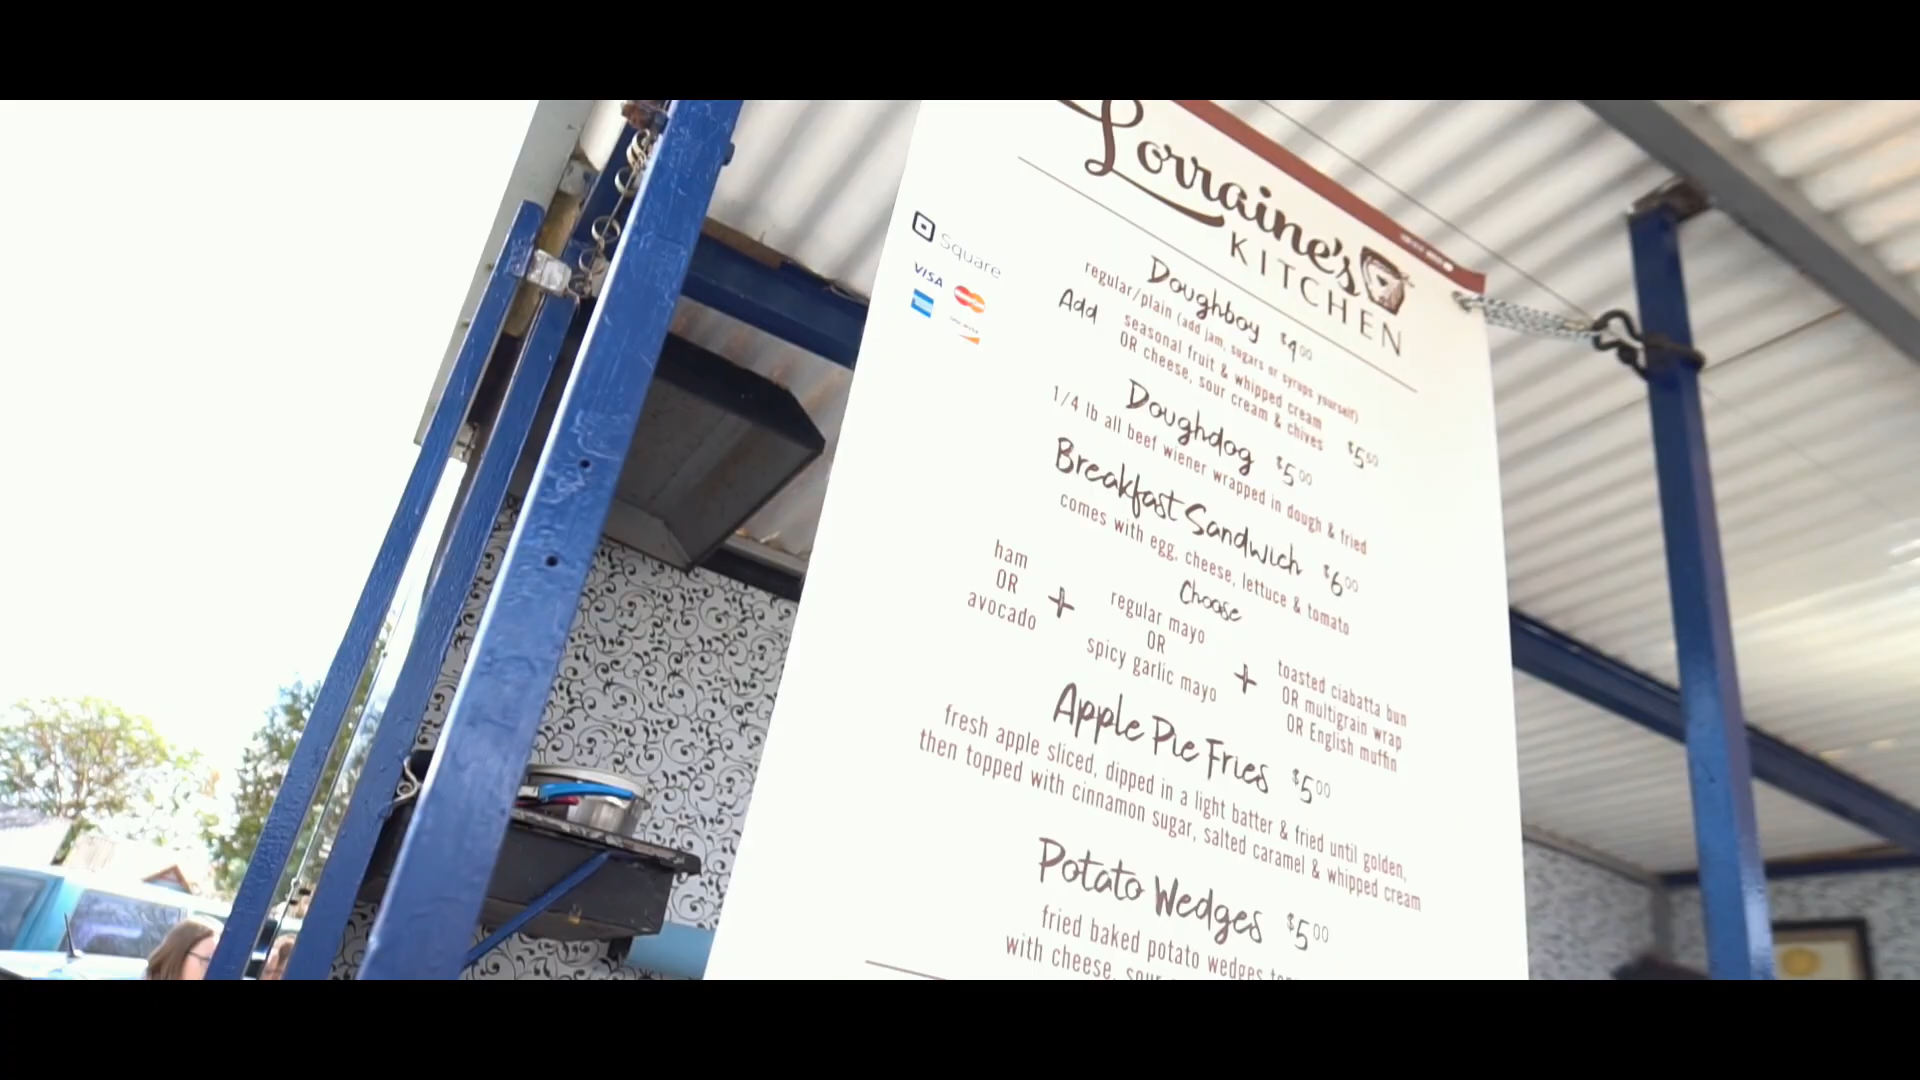 Lorraine's
KITCHEN
Square
VISA
Doughboy $4.00
regular/plain (add jam, sugars or syrups yourself)
Add seasonal fruit & whipped cream
OR cheese, sour cream & chives $5.50
Doughdog $5.00
1/4 lb all beef wiener wrapped in dough & fried
Breakfast Sandwich $6.00
comes with egg, cheese, lettuce & tomato
Choose
ham
OR
avocado
+
regular mayo
OR
spicy garlic mayo
+
toasted ciabatta bun
OR multigrain wrap
OR English muffin
Apple Pie Fries $5.00
fresh apple sliced, dipped in a light batter & fried until golden,
then topped with cinnamon sugar, salted caramel & whipped cream
Potato Wedges $5.00
fried baked potato wedges
with cheese, sour